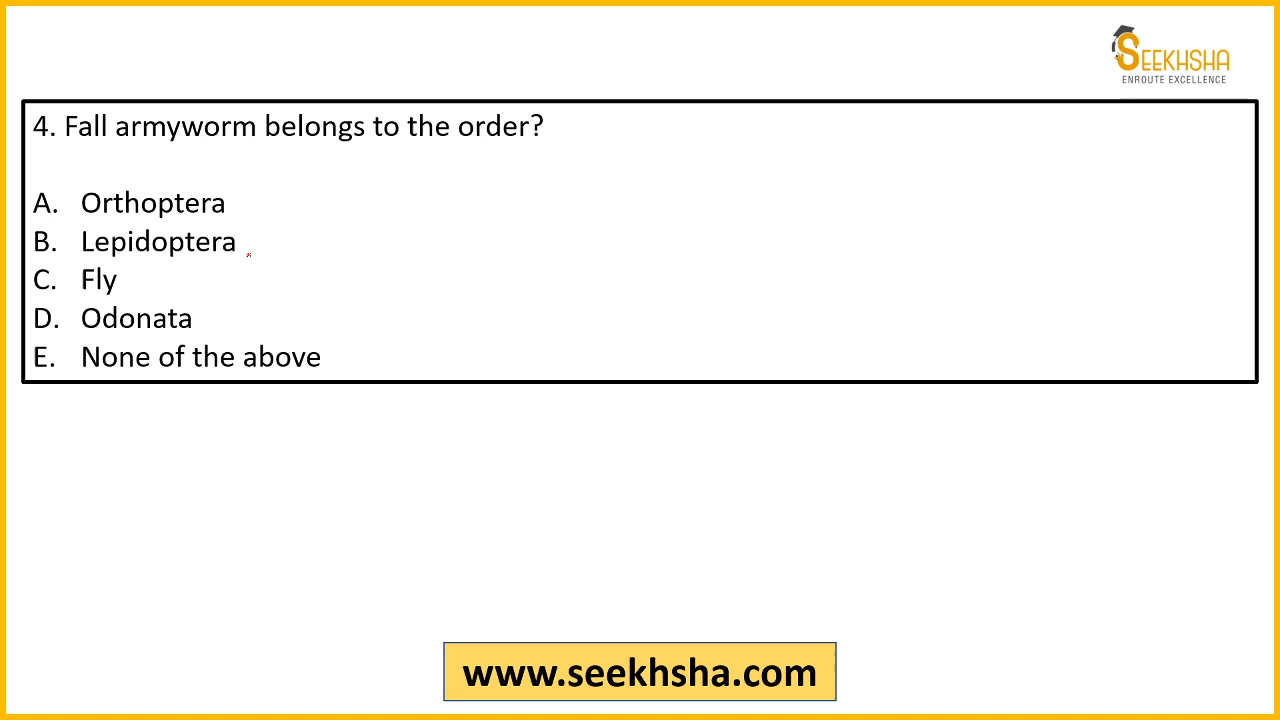 SEEKHSHA
ENROUTE EXCELLENCE
4. Fall armyworm belongs to the order?
A. Orthoptera
B. Lepidoptera
C. Fly
D. Odonata
E. None of the above
www.seekhsha.com